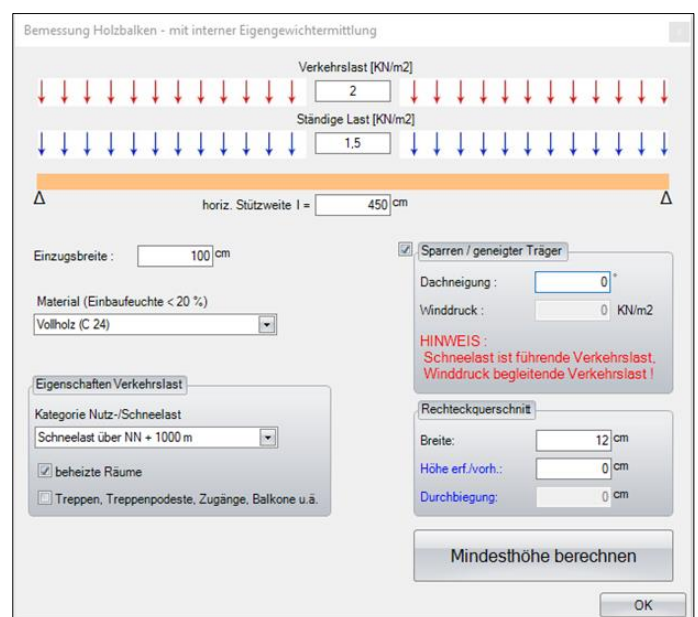 Bemessung Holzbalken - mit interner Eigengewichtermittlung
x
Verkehrslast [KN/m2]
2
Ständige Last [KN/m2]
1,5
horiz. Stützweite l = 450 cm
Einzugsbreite : 100 cm
Material (Einbaufeuchte < 20 %)
Vollholz (C 24)
Eigenschaften Verkehrslast
Kategorie Nutz-/Schneelast
Schneelast über NN + 1000 m
beheizte Räume
Treppen, Treppenpodeste, Zugänge, Balkone u.ä.
Sparren / geneigter Träger
Dachneigung : 0 °
Winddruck : 0 KN/m2
HINWEIS :
Schneelast ist führende Verkehrslast,
Winddruck begleitende Verkehrslast !
Rechteckquerschnitt
Breite: 12 cm
Höhe erf./vorh.: 0 cm
Durchbiegung: 0 cm
Mindesthöhe berechnen
OK